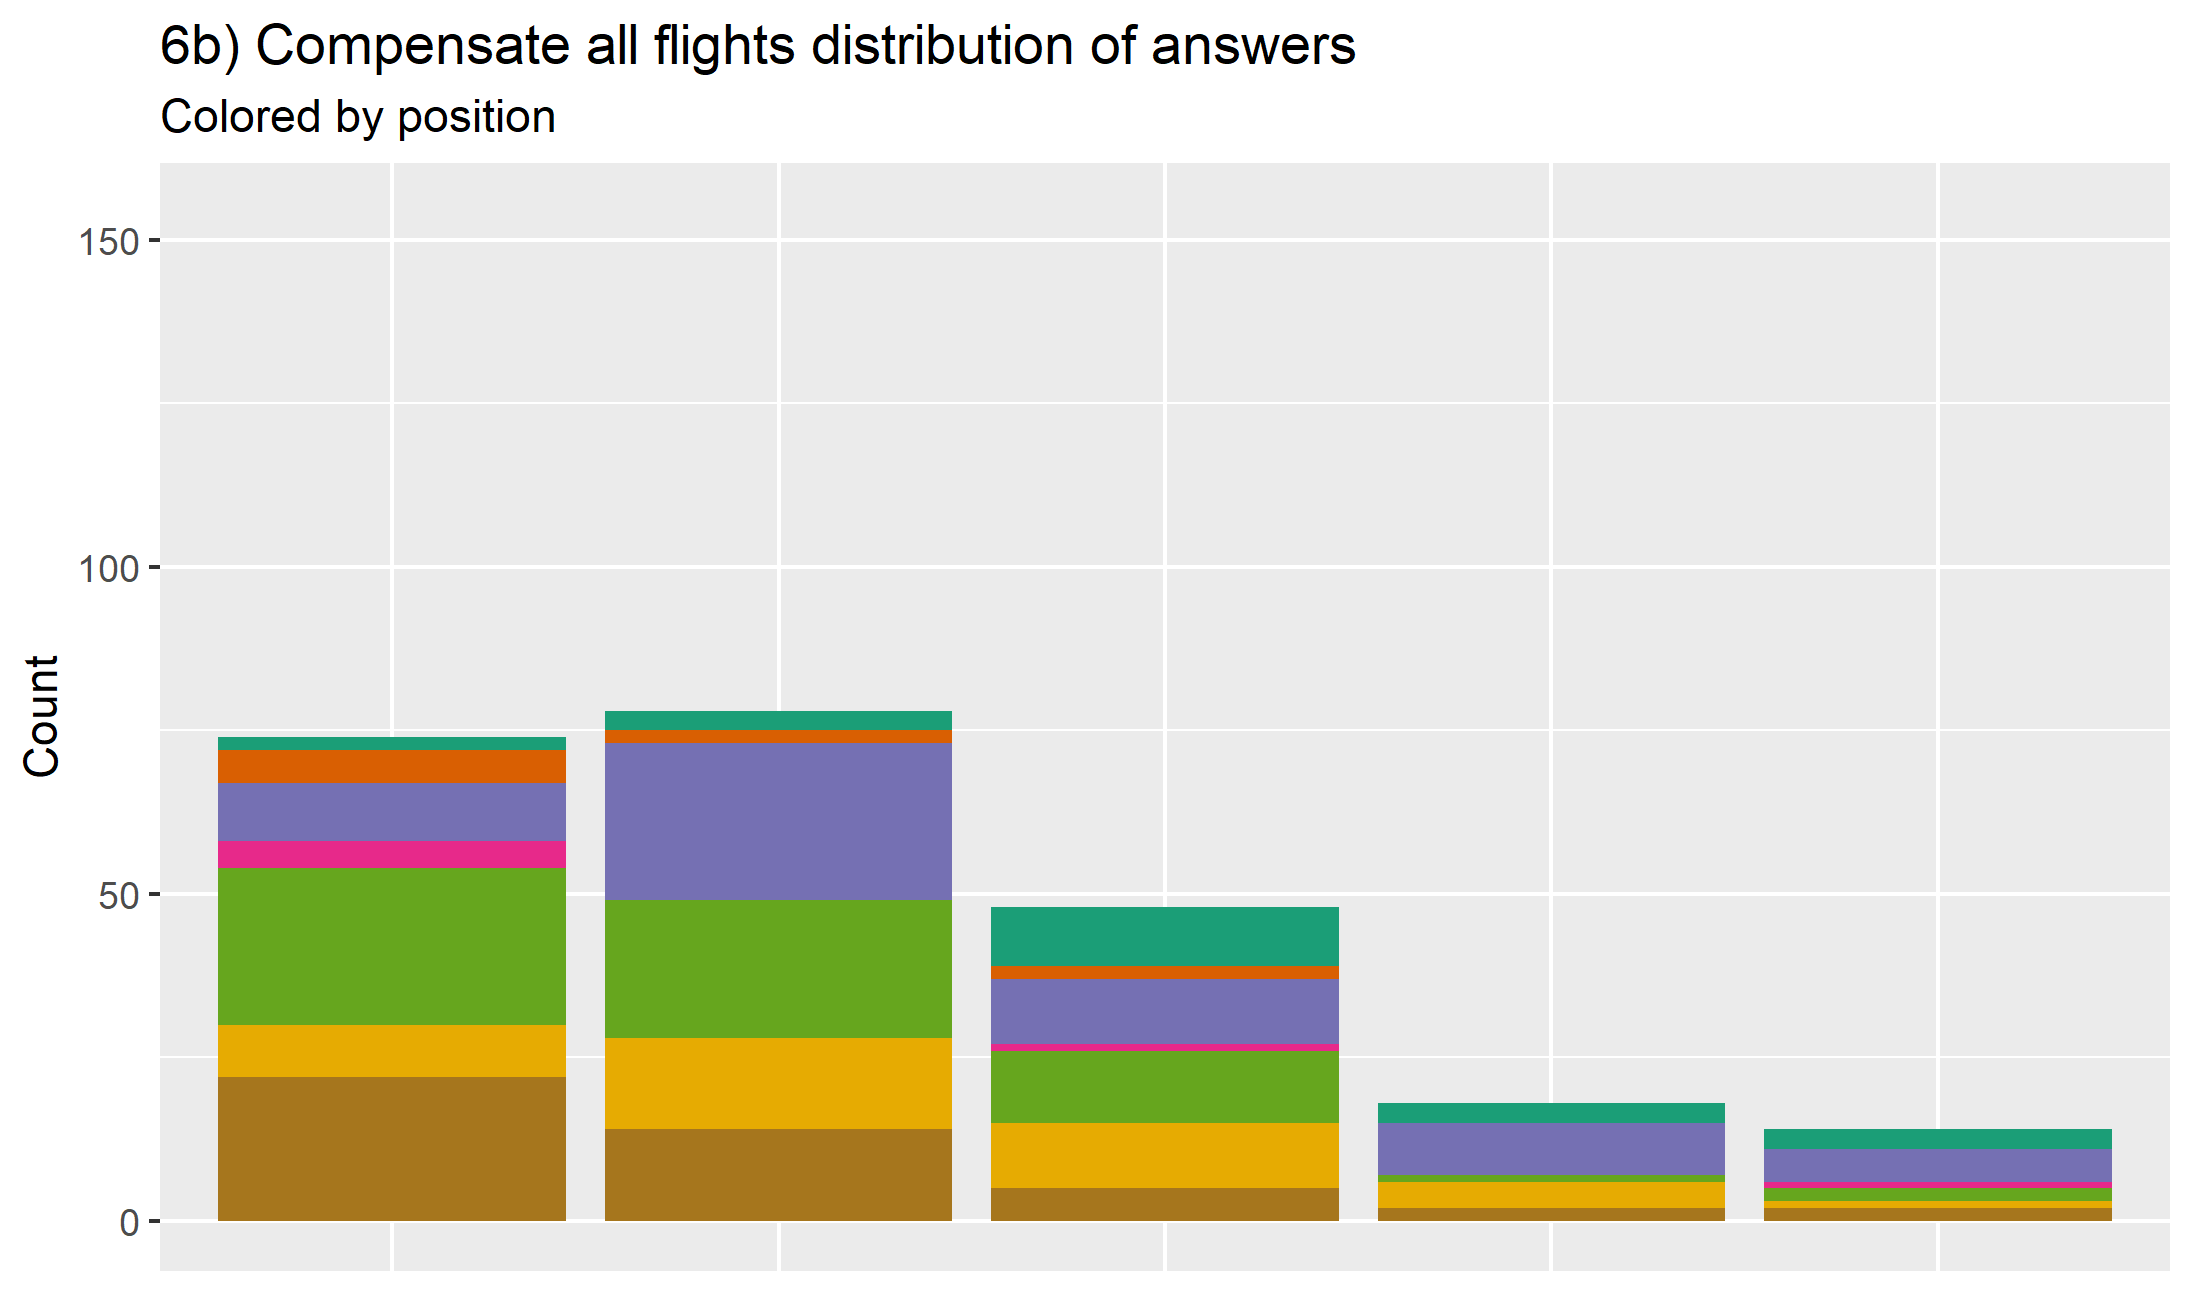 6b) Compensate all flights distribution of answers
Colored by position
150
100
50
0
Count